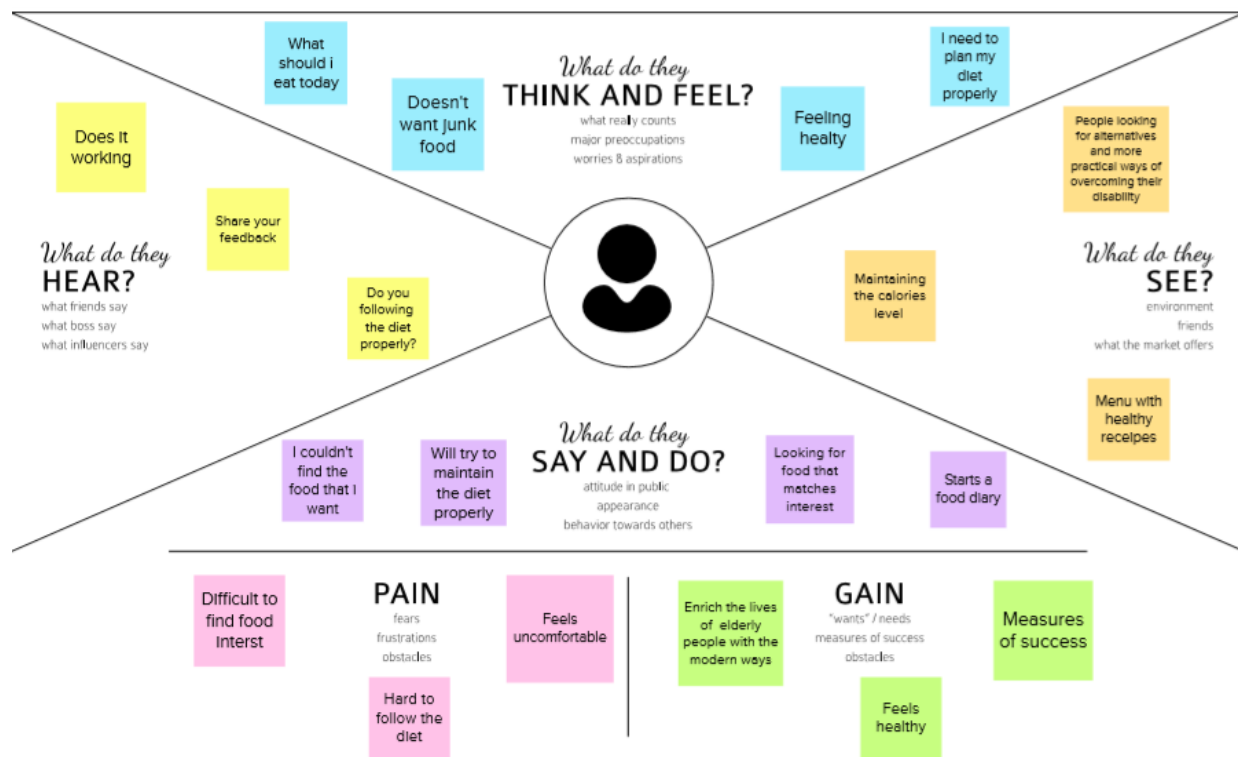 What
should i
eat today
Doesn't
want junk
food
What do they
THINK AND FEEL?
what really counts
major preoccupations
worries & aspirations
Feeling
healty
I need to
plan my
diet
properly
Does it
working
Share your
feedback
Do you
following
the diet
properly?
What do they
HEAR?
what friends say
what boss say
what influencers say
People looking
for alternatives
and more
practical ways of
overcoming their
disability
Maintaining
the calories
level
What do they
SEE?
environment
friends
what the market offers
Menu with
healthy
receipes
I couldn't
find the
food that I
want
Will try to
maintain
the diet
properly
What do they
SAY AND DO?
attitude in public
appearance
behavior towards others
Looking for
food that
matches
interest
Starts a
food diary
Difficult to
find food
Interst
PAIN
fears
frustrations
obstacles
Feels
uncomfortable
Hard to
follow the
diet
Enrich the lives
of elderly
people with the
modern ways
GAIN
"wants" / needs
measures of success
obstacles
Measures
of success
Feels
healthy